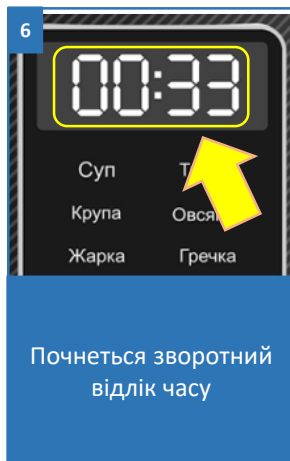 6
00:33
Суп
Крупа
Жарка Гречка
Почнеться зворотний
відлік часу